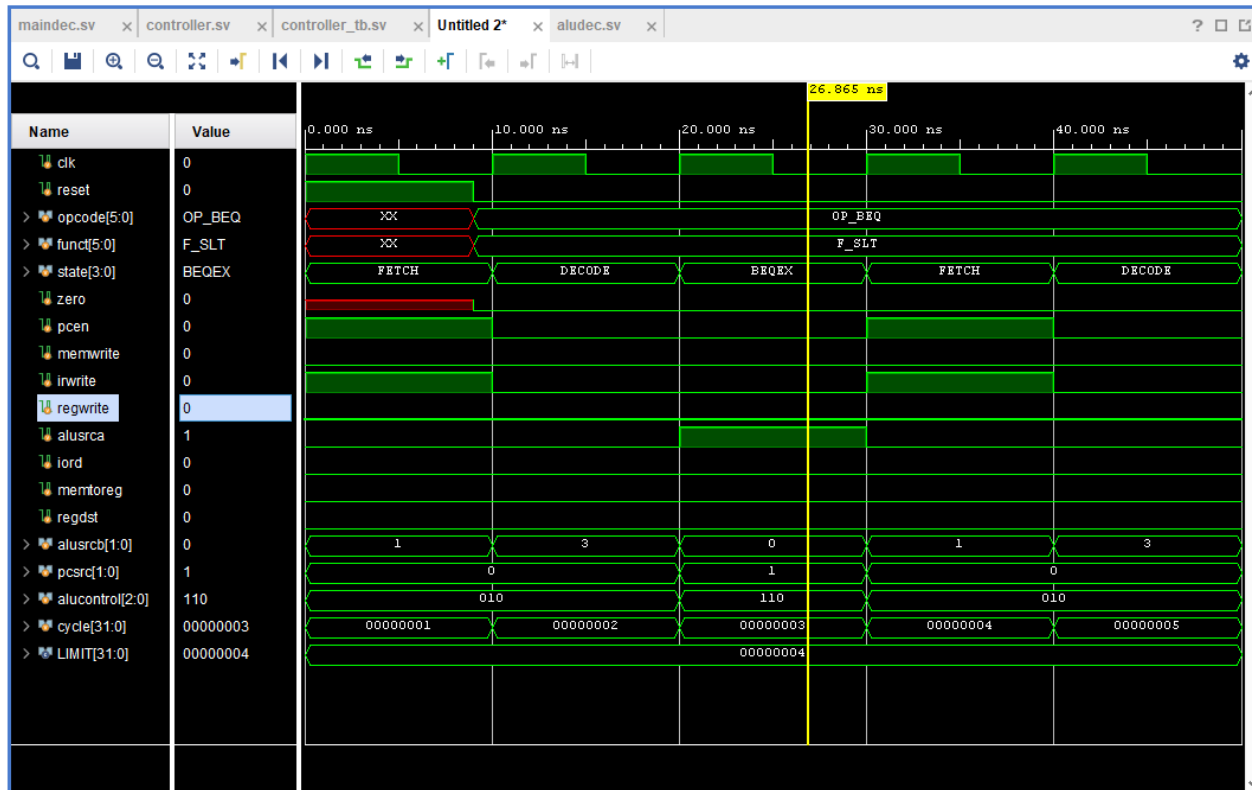 maindec.sv × controller.sv × controller_tb.sv × Untitled 2* × aludec.sv × ?
26.865 ns
Name Value 0.000 ns 10.000 ns 20.000 ns 30.000 ns 40.000 ns
clk 0
reset 0
opcode[5:0] OP_BEQ XX OP_BEQ
funct[5:0] F_SLT XX F_SLT
state[3:0] BEQEX FETCH DECODE BEQEX FETCH DECODE
zero 0
pcen 0
memwrite 0
irwrite 0
regwrite 0
alusrca 1
iord 0
memtoreg 0
regdst 0
alusrcb[1:0] 0 1 3 0 1 3
pcsrc[1:0] 1 0 1 0
alucontrol[2:0] 110 010 110 010
cycle[31:0] 00000003 00000001 00000002 00000003 00000004 00000005
LIMIT[31:0] 00000004 00000004